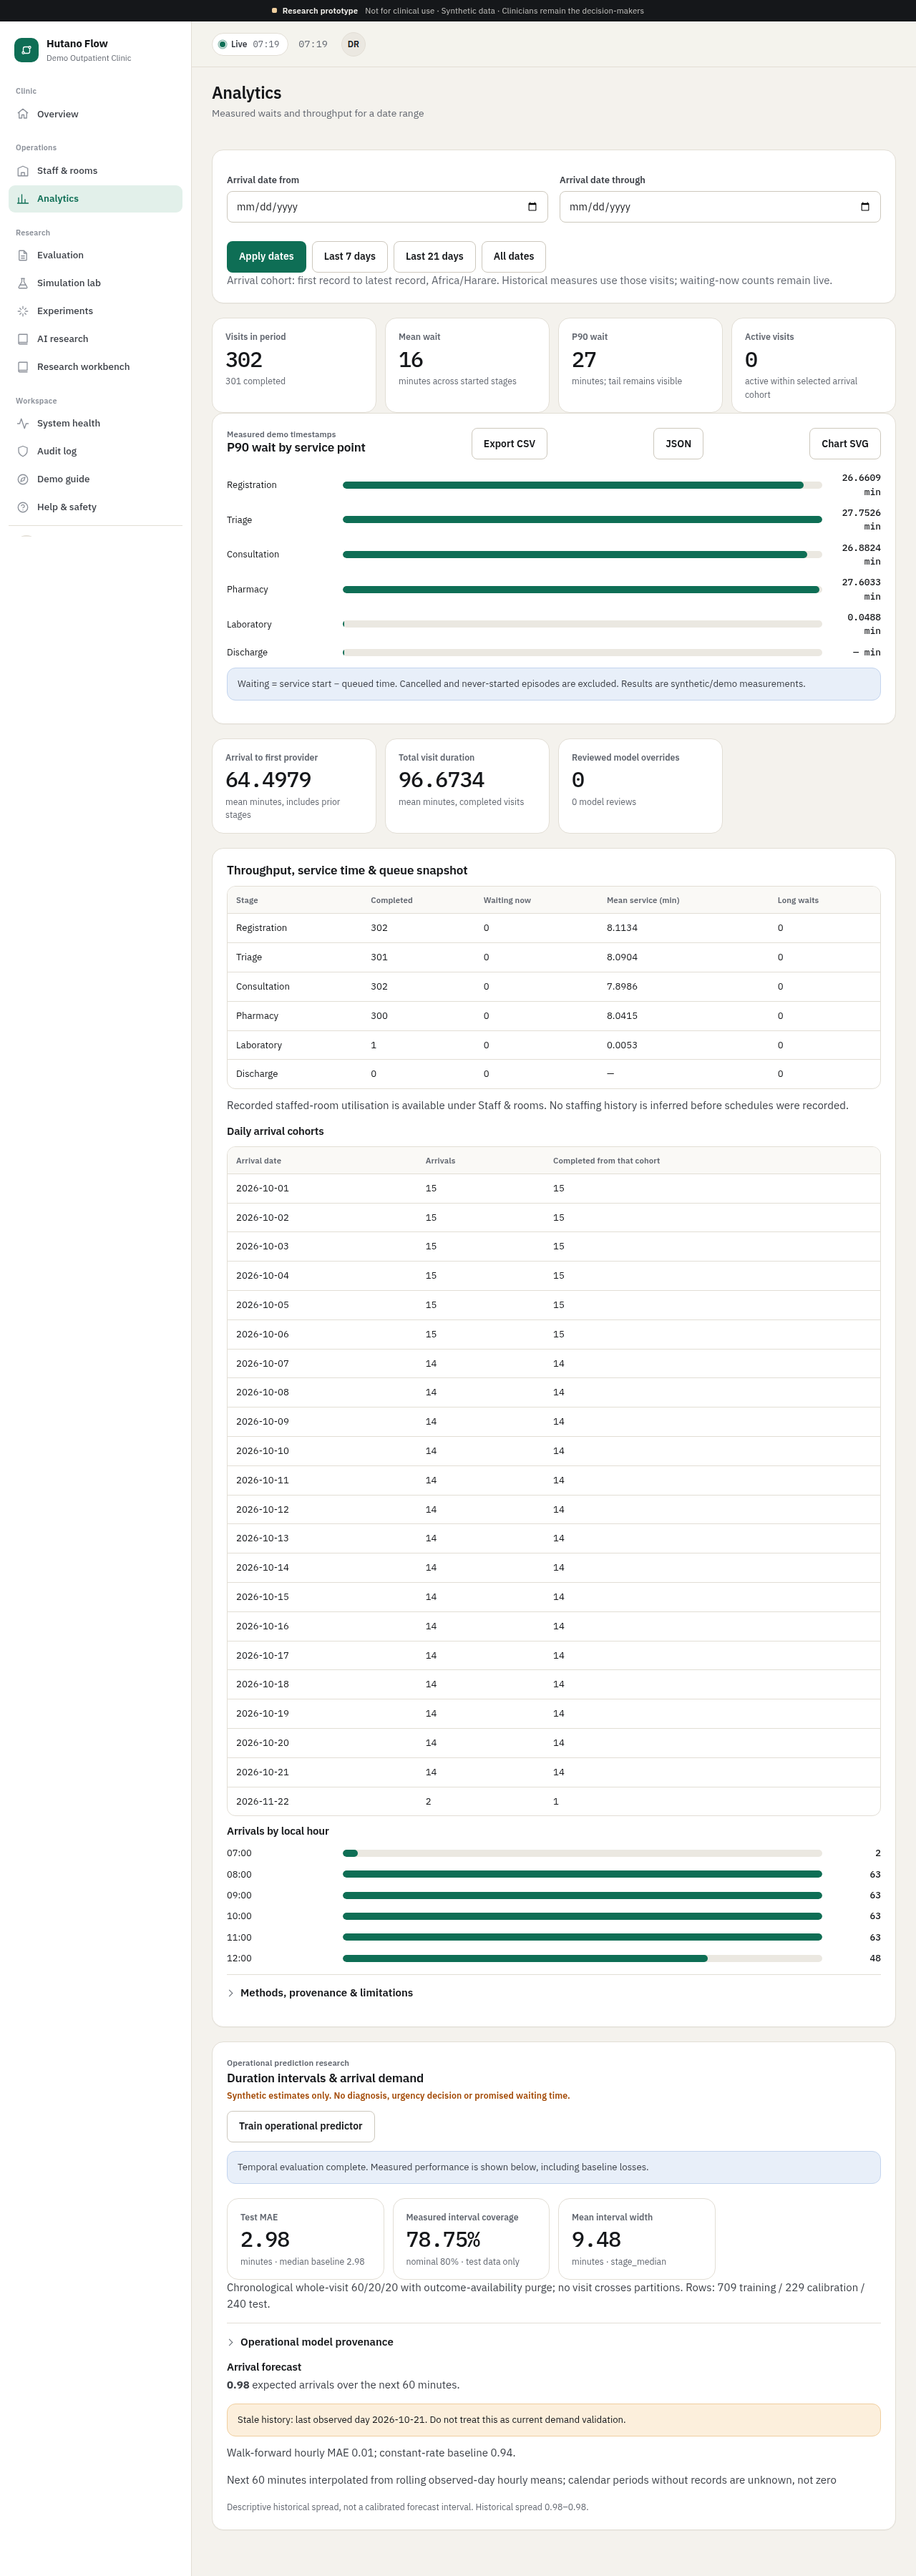 Research prototype Not for clinical use · Synthetic data · Clinicians remain the decision-makers
Hutano Flow
Demo Outpatient Clinic
Clinic
Overview
Operations
Staff & rooms
Analytics
Research
Evaluation
Simulation lab
Experiments
AI research
Research workbench
Workspace
System health
Audit log
Demo guide
Help & safety
Live 07:19 07:19 DR
Analytics
Measured waits and throughput for a date range
Arrival date from Arrival date through
mm/dd/yyyy mm/dd/yyyy
Apply dates Last 7 days Last 21 days All dates
Arrival cohort: first record to latest record, Africa/Harare. Historical measures use those visits; waiting-now counts remain live.
Visits in period
302
301 completed
Mean wait
16
minutes across started stages
P90 wait
27
minutes; tail remains visible
Active visits
0
active within selected arrival
cohort
Measured demo timestamps
P90 wait by service point
Export CSV JSON Chart SVG
Registration 26.6609
min
Triage 27.7526
min
Consultation 26.8824
min
Pharmacy 27.6033
min
Laboratory 0.0488
min
Discharge — min
Waiting = service start − queued time. Cancelled and never-started episodes are excluded. Results are synthetic/demo measurements.
Arrival to first provider
64.4979
mean minutes, includes prior
stages
Total visit duration
96.6734
mean minutes, completed visits
Reviewed model overrides
0
0 model reviews
Throughput, service time & queue snapshot
Stage Completed Waiting now Mean service (min) Long waits
Registration 302 0 8.1134 0
Triage 301 0 8.0904 0
Consultation 302 0 7.8986 0
Pharmacy 300 0 8.0415 0
Laboratory 1 0 0.0053 0
Discharge 0 0 — 0
Recorded staffed-room utilisation is available under Staff & rooms. No staffing history is inferred before schedules were recorded.
Daily arrival cohorts
Arrival date Arrivals Completed from that cohort
2026-10-01 15 15
2026-10-02 15 15
2026-10-03 15 15
2026-10-04 15 15
2026-10-05 15 15
2026-10-06 15 15
2026-10-07 14 14
2026-10-08 14 14
2026-10-09 14 14
2026-10-10 14 14
2026-10-11 14 14
2026-10-12 14 14
2026-10-13 14 14
2026-10-14 14 14
2026-10-15 14 14
2026-10-16 14 14
2026-10-17 14 14
2026-10-18 14 14
2026-10-19 14 14
2026-10-20 14 14
2026-10-21 14 14
2026-11-22 2 1
Arrivals by local hour
07:00 2
08:00 63
09:00 63
10:00 63
11:00 63
12:00 48
Methods, provenance & limitations
Operational prediction research
Duration intervals & arrival demand
Synthetic estimates only. No diagnosis, urgency decision or promised waiting time.
Train operational predictor
Temporal evaluation complete. Measured performance is shown below, including baseline losses.
Test MAE
2.98
minutes · median baseline 2.98
Measured interval coverage
78.75%
nominal 80% · test data only
Mean interval width
9.48
minutes · stage_median
Chronological whole-visit 60/20/20 with outcome-availability purge; no visit crosses partitions. Rows: 709 training / 229 calibration /
240 test.
Operational model provenance
Arrival forecast
0.98 expected arrivals over the next 60 minutes.
Stale history: last observed day 2026-10-21. Do not treat this as current demand validation.
Walk-forward hourly MAE 0.01; constant-rate baseline 0.94.
Next 60 minutes interpolated from rolling observed-day hourly means; calendar periods without records are unknown, not zero
Descriptive historical spread, not a calibrated forecast interval. Historical spread 0.98–0.98.